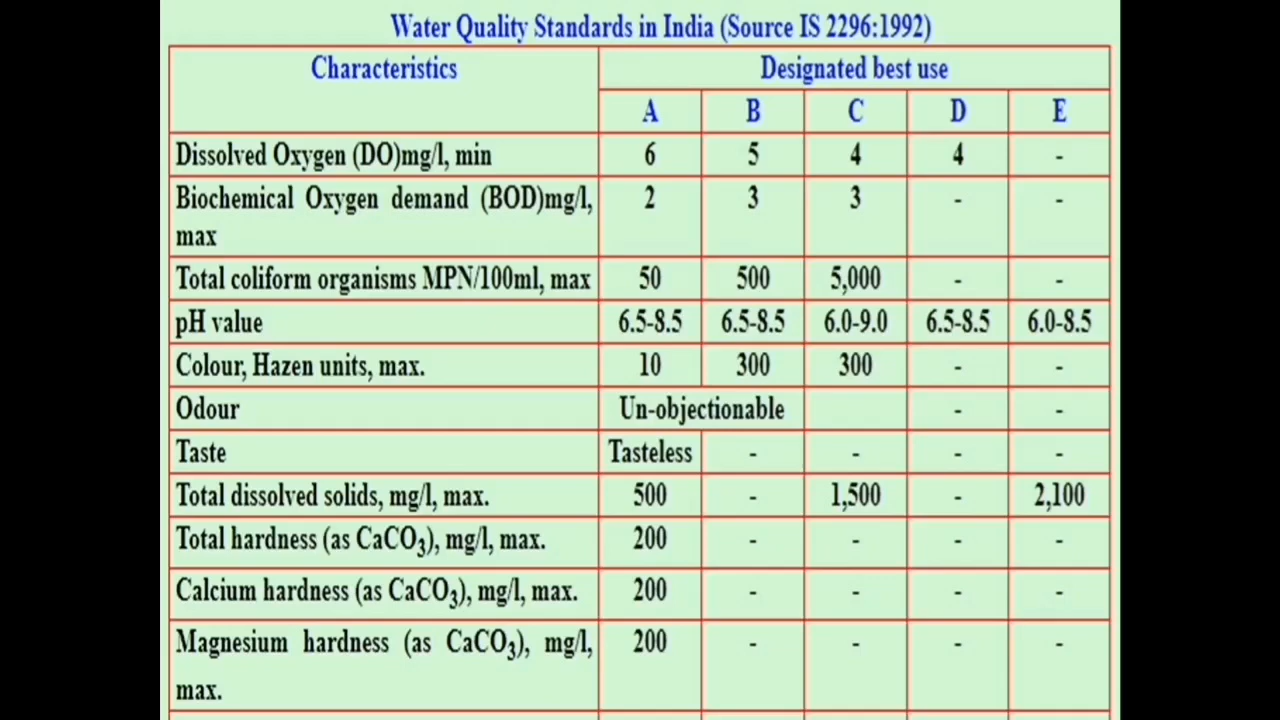 Water Quality Standards in India (Source IS 2296:1992)
Characteristics Designated best use
A B C D E
Dissolved Oxygen (DO)mg/l, min 6 5 4 4 -
Biochemical Oxygen demand (BOD)mg/l, 2 3 3 - -
max
Total coliform organisms MPN/100ml, max 50 500 5,000 - -
pH value 6.5-8.5 6.5-8.5 6.0-9.0 6.5-8.5 6.0-8.5
Colour, Hazen units, max. 10 300 300 - -
Odour Un-objectionable - -
Taste Tasteless - - - -
Total dissolved solids, mg/l, max. 500 - 1,500 - 2,100
Total hardness (as CaCO₃), mg/l, max. 200 - - - -
Calcium hardness (as CaCO₃), mg/l, max. 200 - - - -
Magnesium hardness (as CaCO₃), mg/l, 200 - - - -
max.